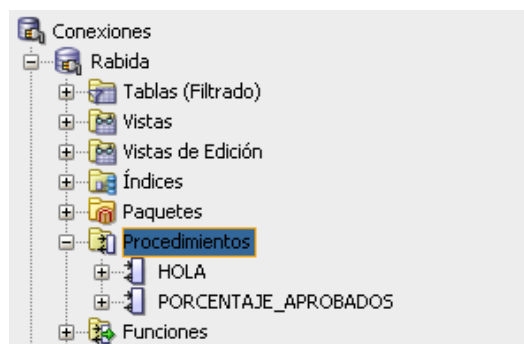 Conexiones
Rabida
Tablas (Filtrado)
Vistas
Vistas de Edición
Índices
Paquetes
Procedimientos
HOLA
PORCENTAJE_APROBADOS
Funciones